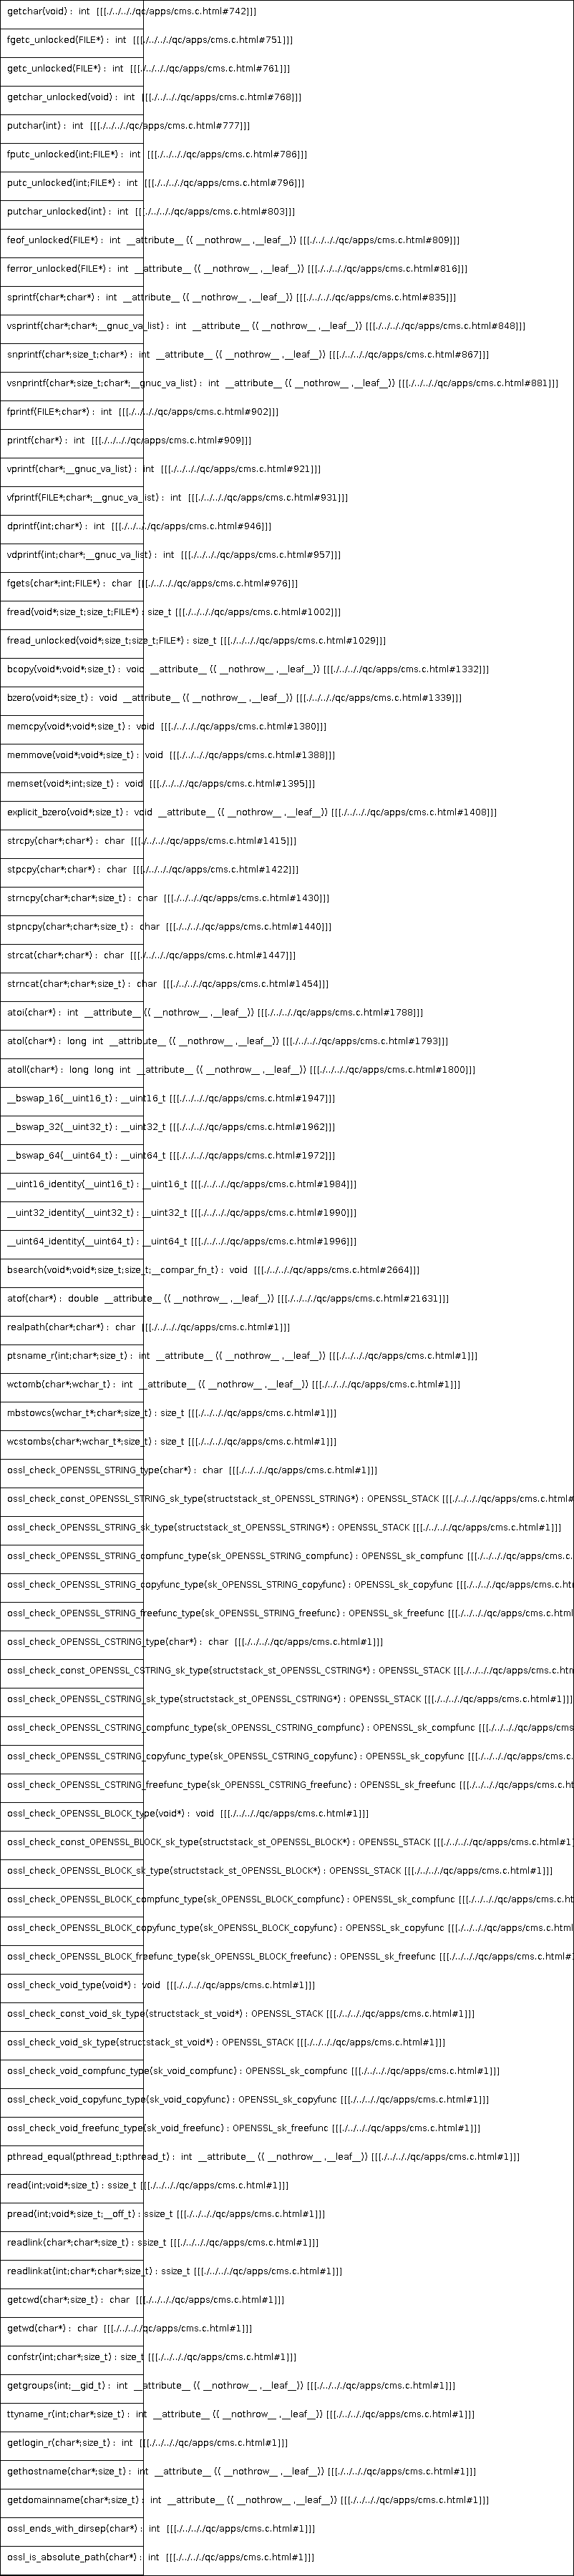 getchar(void) : int [[[./../.././qc/apps/cms.c.html#742]]]
fgetc_unlocked(FILE*) : int [[[./../.././qc/apps/cms.c.html#751]]]
getc_unlocked(FILE*) : int [[[./../.././qc/apps/cms.c.html#761]]]
getchar_unlocked(void) : int [[[./../.././qc/apps/cms.c.html#768]]]
putchar(int) : int [[[./../.././qc/apps/cms.c.html#777]]]
fputc_unlocked(int;FILE*) : int [[[./../.././qc/apps/cms.c.html#786]]]
putc_unlocked(int;FILE*) : int [[[./../.././qc/apps/cms.c.html#796]]]
putchar_unlocked(int) : int [[[./../.././qc/apps/cms.c.html#803]]]
feof_unlocked(FILE*) : int __attribute__ (( __nothrow__ ,__leaf__)) [[[./../.././qc/apps/cms.c.html#809]]]
ferror_unlocked(FILE*) : int __attribute__ (( __nothrow__ ,__leaf__)) [[[./../.././qc/apps/cms.c.html#816]]]
sprintf(char*;char*) : int __attribute__ (( __nothrow__ ,__leaf__)) [[[./../.././qc/apps/cms.c.html#835]]]
vsprintf(char*;char*;__gnuc_va_list) : int __attribute__ (( __nothrow__ ,__leaf__)) [[[./../.././qc/apps/cms.c.html#848]]]
snprintf(char*;size_t;char*) : int __attribute__ (( __nothrow__ ,__leaf__)) [[[./../.././qc/apps/cms.c.html#867]]]
vsnprintf(char*;size_t;char*;__gnuc_va_list) : int __attribute__ (( __nothrow__ ,__leaf__)) [[[./../.././qc/apps/cms.c.html#881]]]
fprintf(FILE*;char*) : int [[[./../.././qc/apps/cms.c.html#902]]]
printf(char*) : int [[[./../.././qc/apps/cms.c.html#909]]]
vprintf(char*;__gnuc_va_list) : int [[[./../.././qc/apps/cms.c.html#921]]]
vfprintf(FILE*;char*;__gnuc_va_list) : int [[[./../.././qc/apps/cms.c.html#931]]]
dprintf(int;char*) : int [[[./../.././qc/apps/cms.c.html#946]]]
vdprintf(int;char*;__gnuc_va_list) : int [[[./../.././qc/apps/cms.c.html#957]]]
fgets(char*;int;FILE*) : char [[[./../.././qc/apps/cms.c.html#976]]]
fread(void*;size_t;size_t;FILE*) : size_t [[[./../.././qc/apps/cms.c.html#1002]]]
fread_unlocked(void*;size_t;size_t;FILE*) : size_t [[[./../.././qc/apps/cms.c.html#1029]]]
bcopy(void*;void*;size_t) : void __attribute__ (( __nothrow__ ,__leaf__)) [[[./../.././qc/apps/cms.c.html#1332]]]
bzero(void*;size_t) : void __attribute__ (( __nothrow__ ,__leaf__)) [[[./../.././qc/apps/cms.c.html#1339]]]
memcpy(void*;void*;size_t) : void [[[./../.././qc/apps/cms.c.html#1380]]]
memmove(void*;void*;size_t) : void [[[./../.././qc/apps/cms.c.html#1388]]]
memset(void*;int;size_t) : void [[[./../.././qc/apps/cms.c.html#1395]]]
explicit_bzero(void*;size_t) : void __attribute__ (( __nothrow__ ,__leaf__)) [[[./../.././qc/apps/cms.c.html#1408]]]
strcpy(char*;char*) : char [[[./../.././qc/apps/cms.c.html#1415]]]
stpcpy(char*;char*) : char [[[./../.././qc/apps/cms.c.html#1422]]]
strncpy(char*;char*;size_t) : char [[[./../.././qc/apps/cms.c.html#1430]]]
stpncpy(char*;char*;size_t) : char [[[./../.././qc/apps/cms.c.html#1440]]]
strcat(char*;char*) : char [[[./../.././qc/apps/cms.c.html#1447]]]
strncat(char*;char*;size_t) : char [[[./../.././qc/apps/cms.c.html#1454]]]
atoi(char*) : int __attribute__ (( __nothrow__ ,__leaf__)) [[[./../.././qc/apps/cms.c.html#1788]]]
atol(char*) : long int __attribute__ (( __nothrow__ ,__leaf__)) [[[./../.././qc/apps/cms.c.html#1793]]]
atoll(char*) : long long int __attribute__ (( __nothrow__ ,__leaf__)) [[[./../.././qc/apps/cms.c.html#1800]]]
__bswap_16(__uint16_t) : __uint16_t [[[./../.././qc/apps/cms.c.html#1947]]]
__bswap_32(__uint32_t) : __uint32_t [[[./../.././qc/apps/cms.c.html#1962]]]
__bswap_64(__uint64_t) : __uint64_t [[[./../.././qc/apps/cms.c.html#1972]]]
__uint16_identity(__uint16_t) : __uint16_t [[[./../.././qc/apps/cms.c.html#1984]]]
__uint32_identity(__uint32_t) : __uint32_t [[[./../.././qc/apps/cms.c.html#1990]]]
__uint64_identity(__uint64_t) : __uint64_t [[[./../.././qc/apps/cms.c.html#1996]]]
bsearch(void*;void*;size_t;size_t;__compar_fn_t) : void [[[./../.././qc/apps/cms.c.html#2664]]]
atof(char*) : double __attribute__ (( __nothrow__ ,__leaf__)) [[[./../.././qc/apps/cms.c.html#21631]]]
realpath(char*;char*) : char [[[./../.././qc/apps/cms.c.html#1]]]
ptsname_r(int;char*;size_t) : int __attribute__ (( __nothrow__ ,__leaf__)) [[[./../.././qc/apps/cms.c.html#1]]]
wctomb(char*;wchar_t) : int __attribute__ (( __nothrow__ ,__leaf__)) [[[./../.././qc/apps/cms.c.html#1]]]
mbstowcs(wchar_t*;char*;size_t) : size_t [[[./../.././qc/apps/cms.c.html#1]]]
wcstombs(char*;wchar_t*;size_t) : size_t [[[./../.././qc/apps/cms.c.html#1]]]
ossl_check_OPENSSL_STRING_type(char*) : char [[[./../.././qc/apps/cms.c.html#1]]]
ossl_check_const_OPENSSL_STRING_sk_type(structstack_st_OPENSSL_STRING*) : OPENSSL_STACK [[[./../.././qc/apps/cms.c.html#
ossl_check_OPENSSL_STRING_sk_type(structstack_st_OPENSSL_STRING*) : OPENSSL_STACK [[[./../.././qc/apps/cms.c.html#1]]]
ossl_check_OPENSSL_STRING_compfunc_type(sk_OPENSSL_STRING_compfunc) : OPENSSL_sk_compfunc [[[./../.././qc/apps/cms.c.
ossl_check_OPENSSL_STRING_copyfunc_type(sk_OPENSSL_STRING_copyfunc) : OPENSSL_sk_copyfunc [[[./../.././qc/apps/cms.c.ht
ossl_check_OPENSSL_STRING_freefunc_type(sk_OPENSSL_STRING_freefunc) : OPENSSL_sk_freefunc [[[./../.././qc/apps/cms.c.html
ossl_check_OPENSSL_CSTRING_type(char*) : char [[[./../.././qc/apps/cms.c.html#1]]]
ossl_check_const_OPENSSL_CSTRING_sk_type(structstack_st_OPENSSL_CSTRING*) : OPENSSL_STACK [[[./../.././qc/apps/cms.c.htm
ossl_check_OPENSSL_CSTRING_sk_type(structstack_st_OPENSSL_CSTRING*) : OPENSSL_STACK [[[./../.././qc/apps/cms.c.html#1]]]
ossl_check_OPENSSL_CSTRING_compfunc_type(sk_OPENSSL_CSTRING_compfunc) : OPENSSL_sk_compfunc [[[./../.././qc/apps/cms
ossl_check_OPENSSL_CSTRING_copyfunc_type(sk_OPENSSL_CSTRING_copyfunc) : OPENSSL_sk_copyfunc [[[./../.././qc/apps/cms.c.
ossl_check_OPENSSL_CSTRING_freefunc_type(sk_OPENSSL_CSTRING_freefunc) : OPENSSL_sk_freefunc [[[./../.././qc/apps/cms.c.ht
ossl_check_OPENSSL_BLOCK_type(void*) : void [[[./../.././qc/apps/cms.c.html#1]]]
ossl_check_const_OPENSSL_BLOCK_sk_type(structstack_st_OPENSSL_BLOCK*) : OPENSSL_STACK [[[./../.././qc/apps/cms.c.html#1]
ossl_check_OPENSSL_BLOCK_sk_type(structstack_st_OPENSSL_BLOCK*) : OPENSSL_STACK [[[./../.././qc/apps/cms.c.html#1]]]
ossl_check_OPENSSL_BLOCK_compfunc_type(sk_OPENSSL_BLOCK_compfunc) : OPENSSL_sk_compfunc [[[./../.././qc/apps/cms.c.ht
ossl_check_OPENSSL_BLOCK_copyfunc_type(sk_OPENSSL_BLOCK_copyfunc) : OPENSSL_sk_copyfunc [[[./../.././qc/apps/cms.c.html
ossl_check_OPENSSL_BLOCK_freefunc_type(sk_OPENSSL_BLOCK_freefunc) : OPENSSL_sk_freefunc [[[./../.././qc/apps/cms.c.html#1
ossl_check_void_type(void*) : void [[[./../.././qc/apps/cms.c.html#1]]]
ossl_check_const_void_sk_type(structstack_st_void*) : OPENSSL_STACK [[[./../.././qc/apps/cms.c.html#1]]]
ossl_check_void_sk_type(structstack_st_void*) : OPENSSL_STACK [[[./../.././qc/apps/cms.c.html#1]]]
ossl_check_void_compfunc_type(sk_void_compfunc) : OPENSSL_sk_compfunc [[[./../.././qc/apps/cms.c.html#1]]]
ossl_check_void_copyfunc_type(sk_void_copyfunc) : OPENSSL_sk_copyfunc [[[./../.././qc/apps/cms.c.html#1]]]
ossl_check_void_freefunc_type(sk_void_freefunc) : OPENSSL_sk_freefunc [[[./../.././qc/apps/cms.c.html#1]]]
pthread_equal(pthread_t;pthread_t) : int __attribute__ (( __nothrow__ ,__leaf__)) [[[./../.././qc/apps/cms.c.html#1]]]
read(int;void*;size_t) : ssize_t [[[./../.././qc/apps/cms.c.html#1]]]
pread(int;void*;size_t;__off_t) : ssize_t [[[./../.././qc/apps/cms.c.html#1]]]
readlink(char*;char*;size_t) : ssize_t [[[./../.././qc/apps/cms.c.html#1]]]
readlinkat(int;char*;char*;size_t) : ssize_t [[[./../.././qc/apps/cms.c.html#1]]]
getcwd(char*;size_t) : char [[[./../.././qc/apps/cms.c.html#1]]]
getwd(char*) : char [[[./../.././qc/apps/cms.c.html#1]]]
confstr(int;char*;size_t) : size_t [[[./../.././qc/apps/cms.c.html#1]]]
getgroups(int;__gid_t) : int __attribute__ (( __nothrow__ ,__leaf__)) [[[./../.././qc/apps/cms.c.html#1]]]
ttyname_r(int;char*;size_t) : int __attribute__ (( __nothrow__ ,__leaf__)) [[[./../.././qc/apps/cms.c.html#1]]]
getlogin_r(char*;size_t) : int [[[./../.././qc/apps/cms.c.html#1]]]
gethostname(char*;size_t) : int __attribute__ (( __nothrow__ ,__leaf__)) [[[./../.././qc/apps/cms.c.html#1]]]
getdomainname(char*;size_t) : int __attribute__ (( __nothrow__ ,__leaf__)) [[[./../.././qc/apps/cms.c.html#1]]]
ossl_ends_with_dirsep(char*) : int [[[./../.././qc/apps/cms.c.html#1]]]
ossl_is_absolute_path(char*) : int [[[./../.././qc/apps/cms.c.html#1]]]